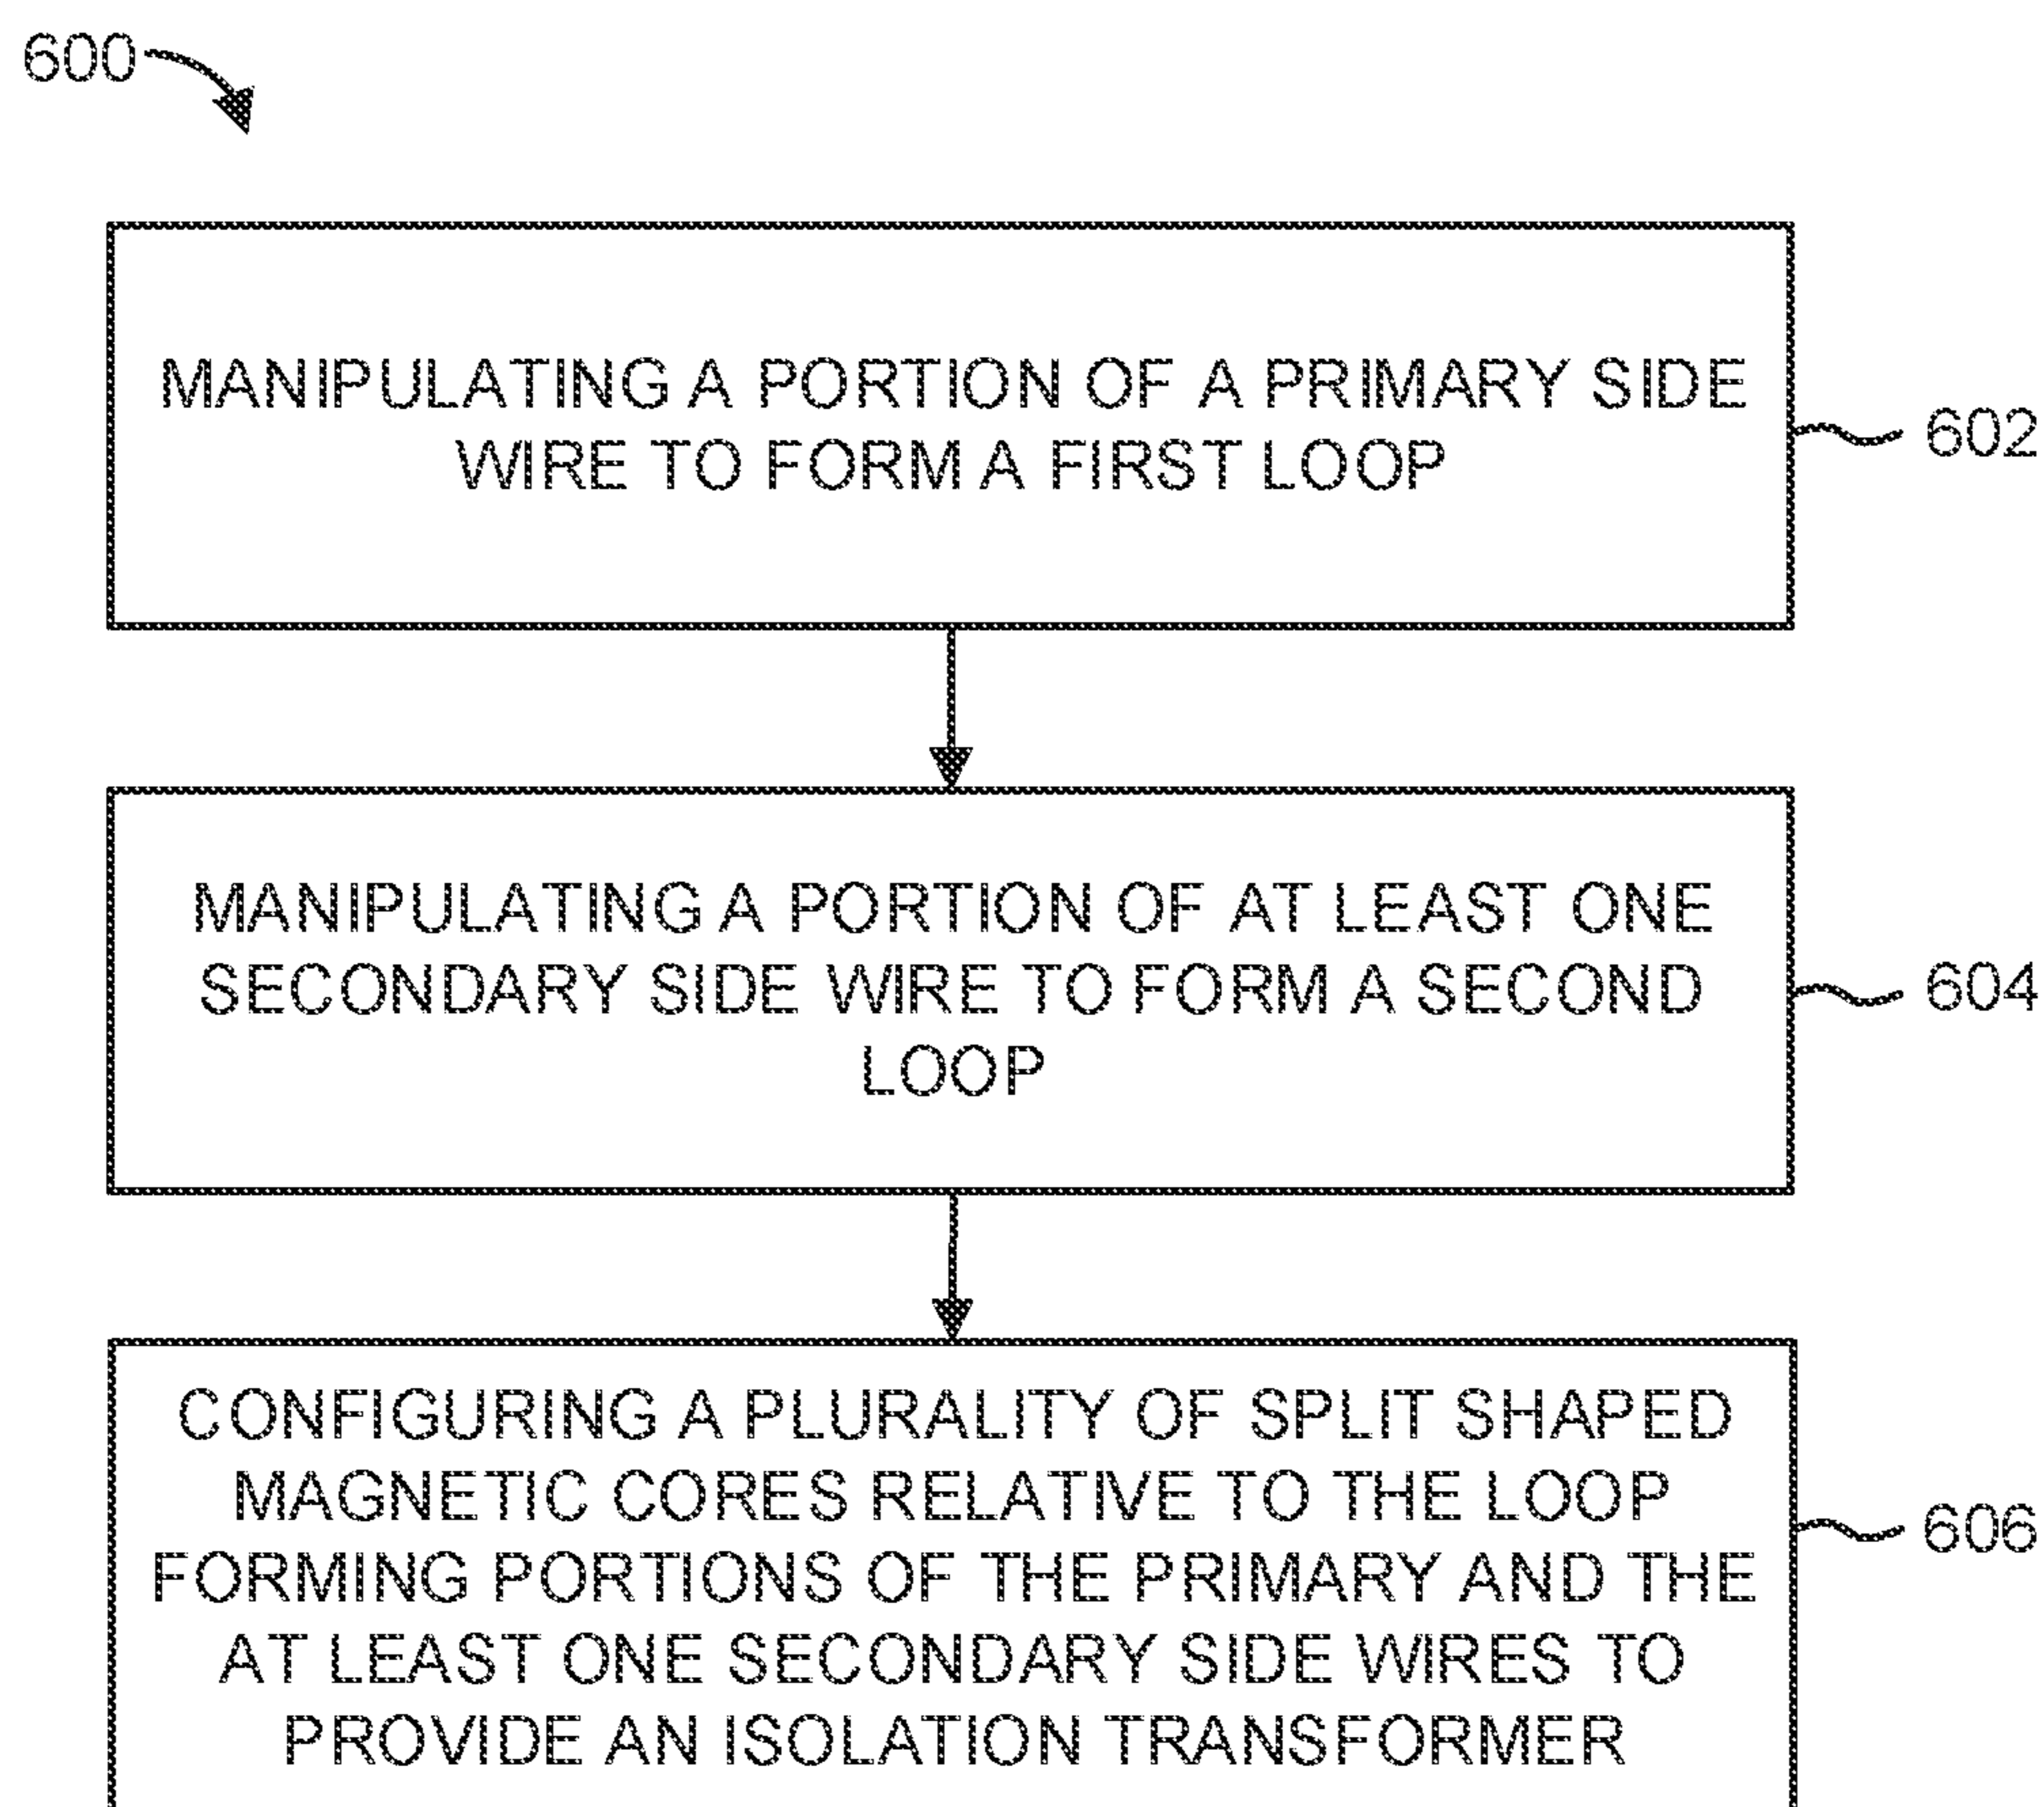 600
MANIPULATING A PORTION OF A PRIMARY SIDE
WIRE TO FORM A FIRST LOOP
602
MANIPULATING A PORTION OF AT LEAST ONE
SECONDARY SIDE WIRE TO FORM A SECOND
LOOP
604
CONFIGURING A PLURALITY OF SPLIT SHAPED
MAGNETIC CORES RELATIVE TO THE LOOP
FORMING PORTIONS OF THE PRIMARY AND THE
AT LEAST ONE SECONDARY SIDE WIRES TO
PROVIDE AN ISOLATION TRANSFORMER
606